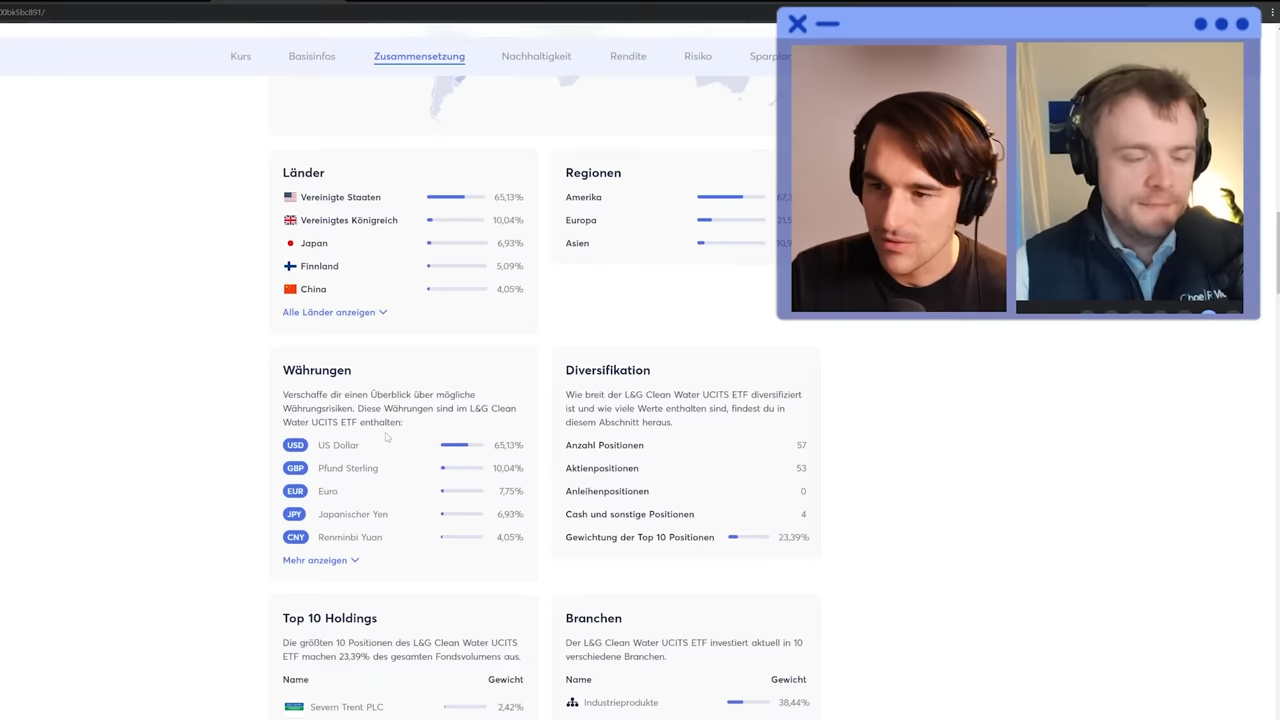 00bk5bc891/
Kurs
Basisinfos
Zusammensetzung
Nachhaltigkeit
Rendite
Risiko
Sparplan
Länder
Vereinigte Staaten 65,13%
Vereinigtes Königreich 10,04%
Japan 6,93%
Finnland 5,09%
China 4,05%
Alle Länder anzeigen
Regionen
Amerika 67,3
Europa 21,5
Asien 10,9
Währungen
Verschaffe dir einen Überblick über mögliche
Währungsrisiken. Diese Währungen sind im L&G Clean
Water UCITS ETF enthalten:
USD US Dollar 65,13%
GBP Pfund Sterling 10,04%
EUR Euro 7,75%
JPY Japanischer Yen 6,93%
CNY Renminbi Yuan 4,05%
Mehr anzeigen
Diversifikation
Wie breit der L&G Clean Water UCITS ETF diversifiziert
ist und wie viele Werte enthalten sind, findest du in
diesem Abschnitt heraus.
Anzahl Positionen 57
Aktienpositionen 53
Anleihenpositionen 0
Cash und sonstige Positionen 4
Gewichtung der Top 10 Positionen 23,39%
Top 10 Holdings
Die größten 10 Positionen des L&G Clean Water UCITS
ETF machen 23,39% des gesamten Fondsvolumens aus.
Name Gewicht
Severn Trent PLC 2,42%
Branchen
Der L&G Clean Water UCITS ETF investiert aktuell in 10
verschiedene Branchen.
Name Gewicht
Industrieprodukte 38,44%